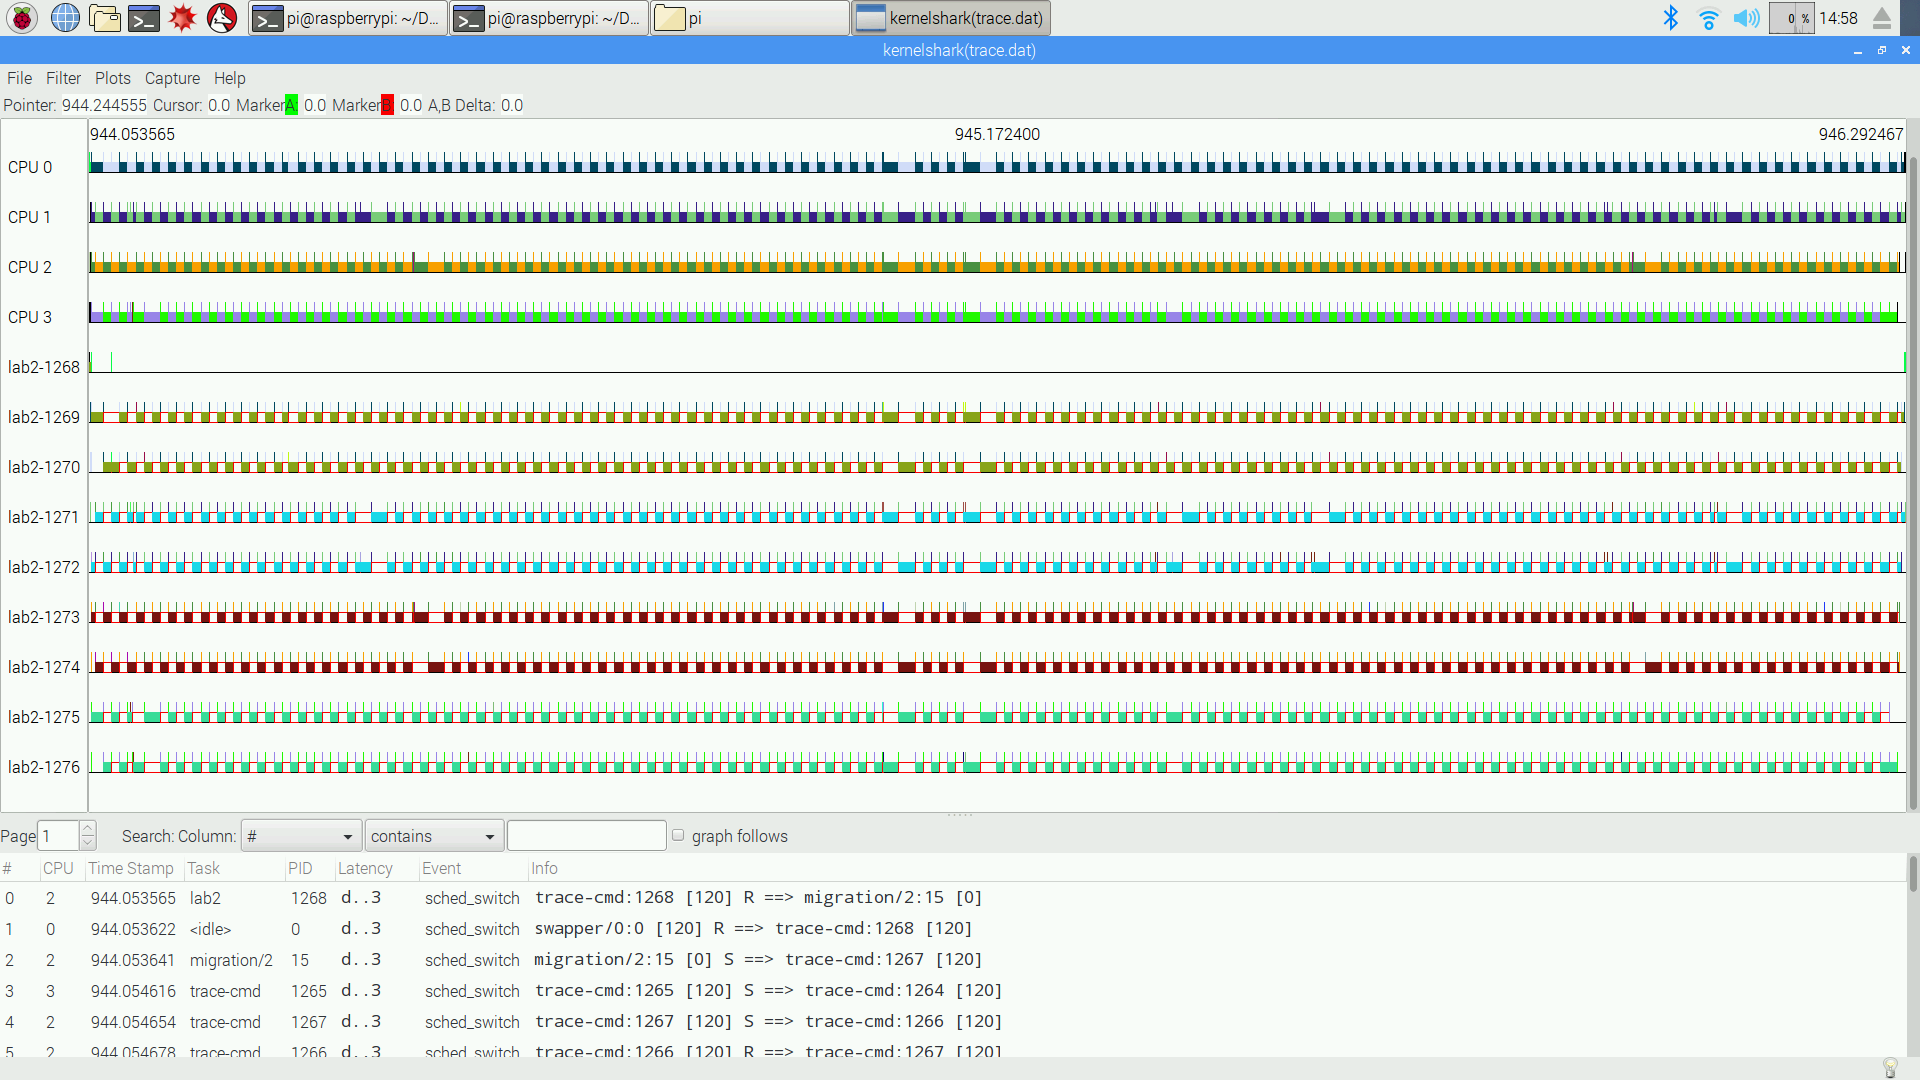 pi@raspberrypi: ~/D... pi@raspberrypi: ~/D... pi kernelshark(trace.dat) 0 % 14:58
kernelshark(trace.dat)
File Filter Plots Capture Help
Pointer: 944.244555 Cursor: 0.0 Marker A: 0.0 Marker B: 0.0 A,B Delta: 0.0
944.053565 945.172400 946.292467
CPU 0
CPU 1
CPU 2
CPU 3
lab2-1268
lab2-1269
lab2-1270
lab2-1271
lab2-1272
lab2-1273
lab2-1274
lab2-1275
lab2-1276
Page 1 Search: Column: # contains graph follows
# CPU Time Stamp Task PID Latency Event Info
0 2 944.053565 lab2 1268 d..3 sched_switch trace-cmd:1268 [120] R ==> migration/2:15 [0]
1 0 944.053622 <idle> 0 d..3 sched_switch swapper/0:0 [120] R ==> trace-cmd:1268 [120]
2 2 944.053641 migration/2 15 d..3 sched_switch migration/2:15 [0] S ==> trace-cmd:1267 [120]
3 3 944.054616 trace-cmd 1265 d..3 sched_switch trace-cmd:1265 [120] S ==> trace-cmd:1264 [120]
4 2 944.054654 trace-cmd 1267 d..3 sched_switch trace-cmd:1267 [120] S ==> trace-cmd:1266 [120]
5 2 944.054678 trace-cmd 1266 d..3 sched_switch trace-cmd:1266 [120] R ==> trace-cmd:1267 [120]